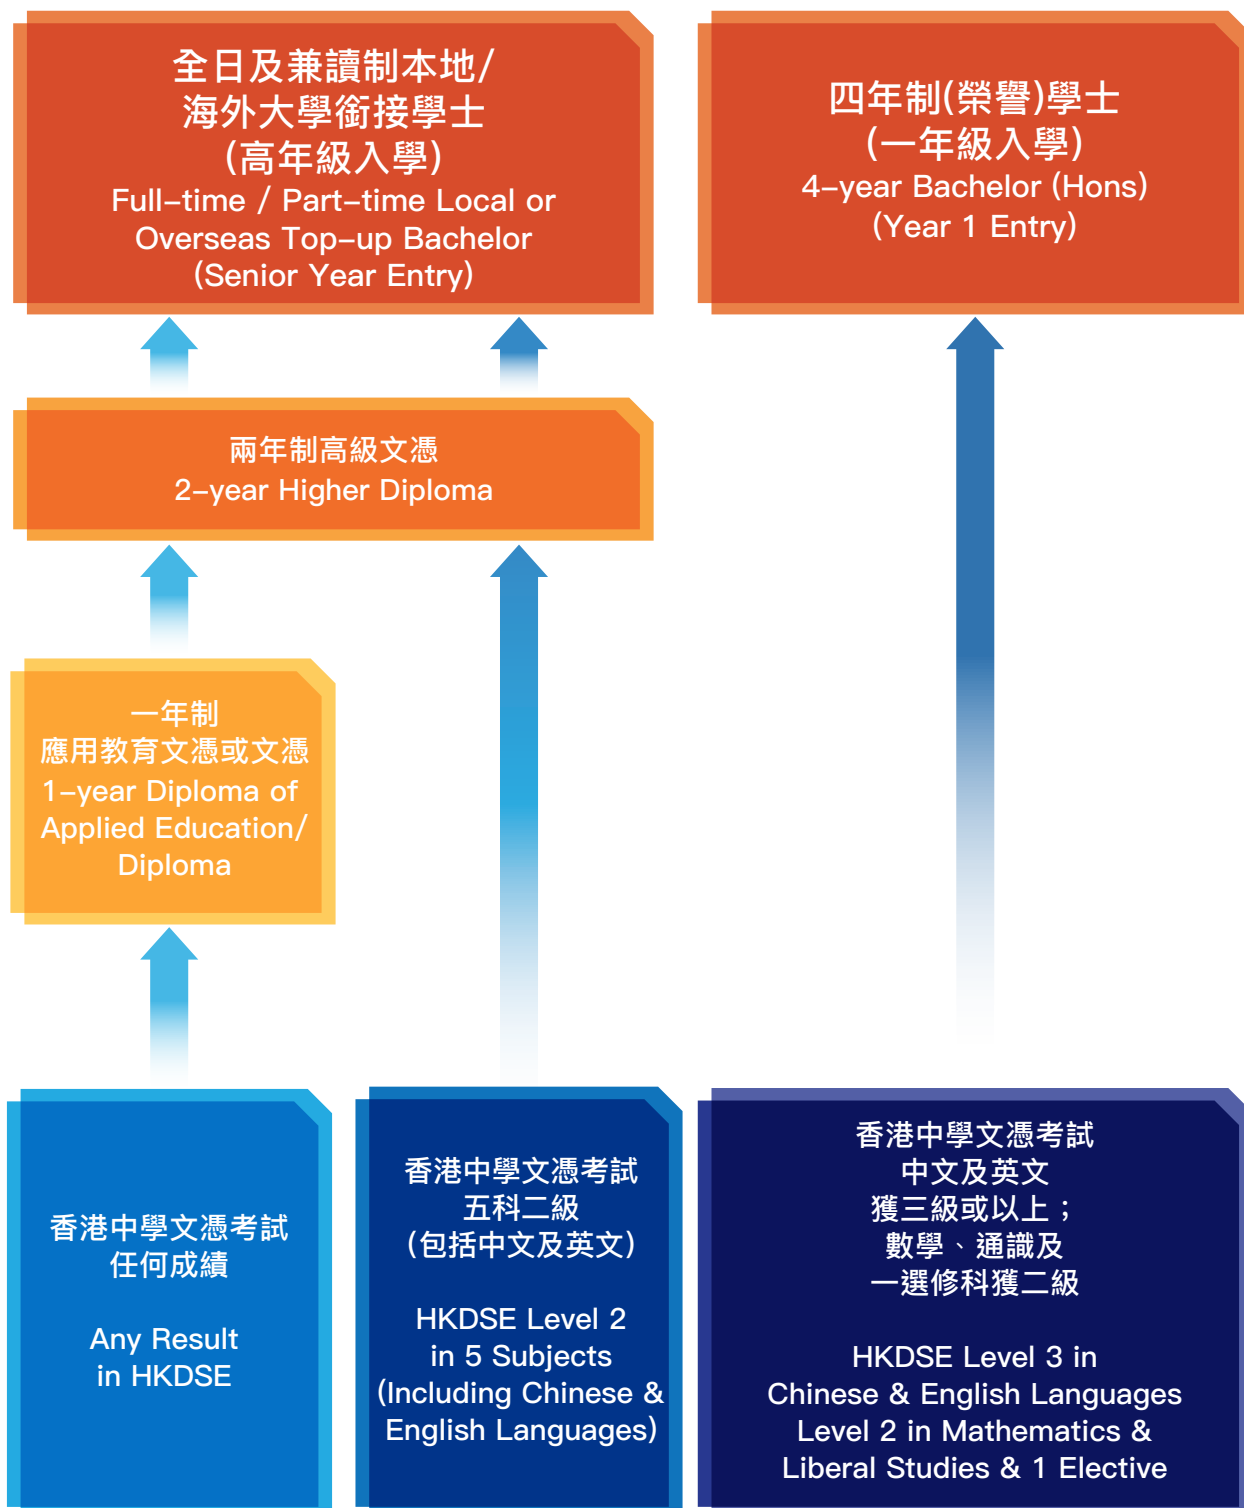 全日及兼讀制本地/
海外大學銜接學士
(高年級入學)
Full-time / Part-time Local or
Overseas Top-up Bachelor
(Senior Year Entry)
四年制(榮譽)學士
(一年級入學)
4-year Bachelor (Hons)
(Year 1 Entry)
兩年制高級文憑
2-year Higher Diploma
一年制
應用教育文憑或文憑
1-year Diploma of
Applied Education/
Diploma
香港中學文憑考試
任何成績
Any Result
in HKDSE
香港中學文憑考試
五科二級
(包括中文及英文)
HKDSE Level 2
in 5 Subjects
(Including Chinese &
English Languages)
香港中學文憑考試
中文及英文
獲三級或以上；
數學、通識及
一選修科獲二級
HKDSE Level 3 in
Chinese & English Languages
Level 2 in Mathematics &
Liberal Studies & 1 Elective